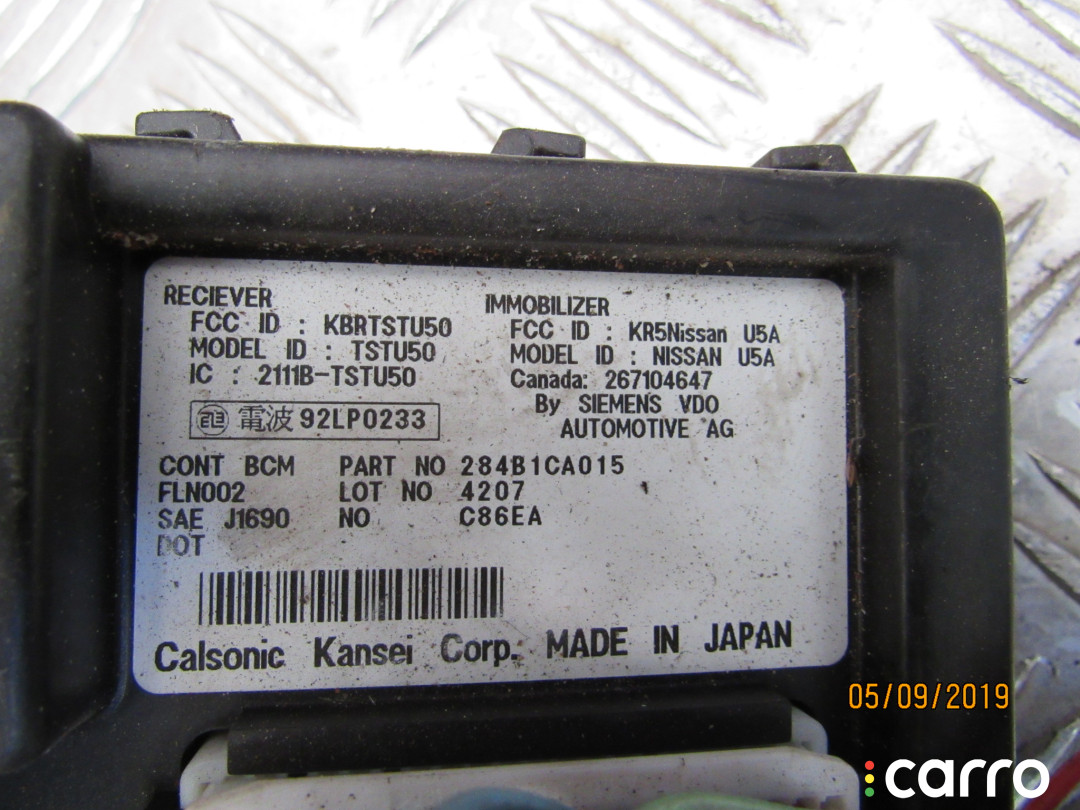 RECIEVER
FCC ID : KBRTSTU50
MODEL ID : TSTU50
IC : 2111B-TSTU50
電波 92LP0233
IMMOBILIZER
FCC ID : KR5Nissan U5A
MODEL ID : NISSAN U5A
Canada: 267104647
By SIEMENS VDO
AUTOMOTIVE AG
CONT BCM PART NO 284B1CA015
FLN002 LOT NO 4207
SAE J1690 NO C86EA
DOT
Calsonic Kansei Corp. MADE IN JAPAN
05/09/2019
carro